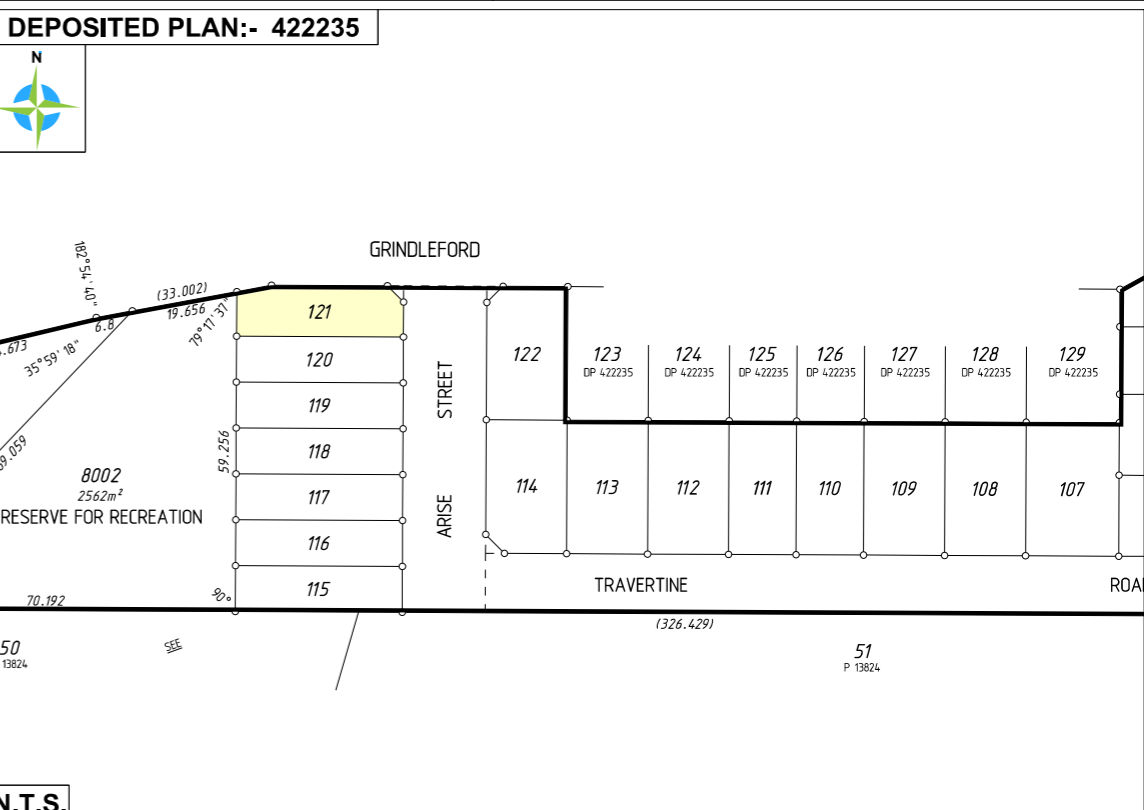 DEPOSITED PLAN:- 422235
N
GRINDLEFORD
182°54'40"
(33.002)
19.656
6.8
79°17'37"
35°59'18"
.673
59.256
121
120
119
118
117
116
115
90°
8002
2562m²
RESERVE FOR RECREATION
70.192
STREET
ARISE
122
123
DP 422235
124
DP 422235
125
DP 422235
126
DP 422235
127
DP 422235
128
DP 422235
129
DP 422235
114
113
112
111
110
109
108
107
TRAVERTINE
ROA
(326.429)
50
13824
SEE
51
P 13824
N.T.S.